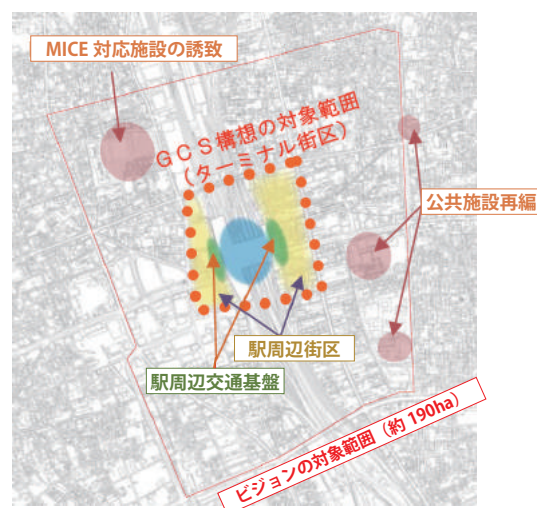 MICE 対応施設の誘致
GCS構想の対象範囲
(ターミナル街区)
公共施設再編
駅周辺街区
駅周辺交通基盤
ビジョンの対象範囲（約 190ha）